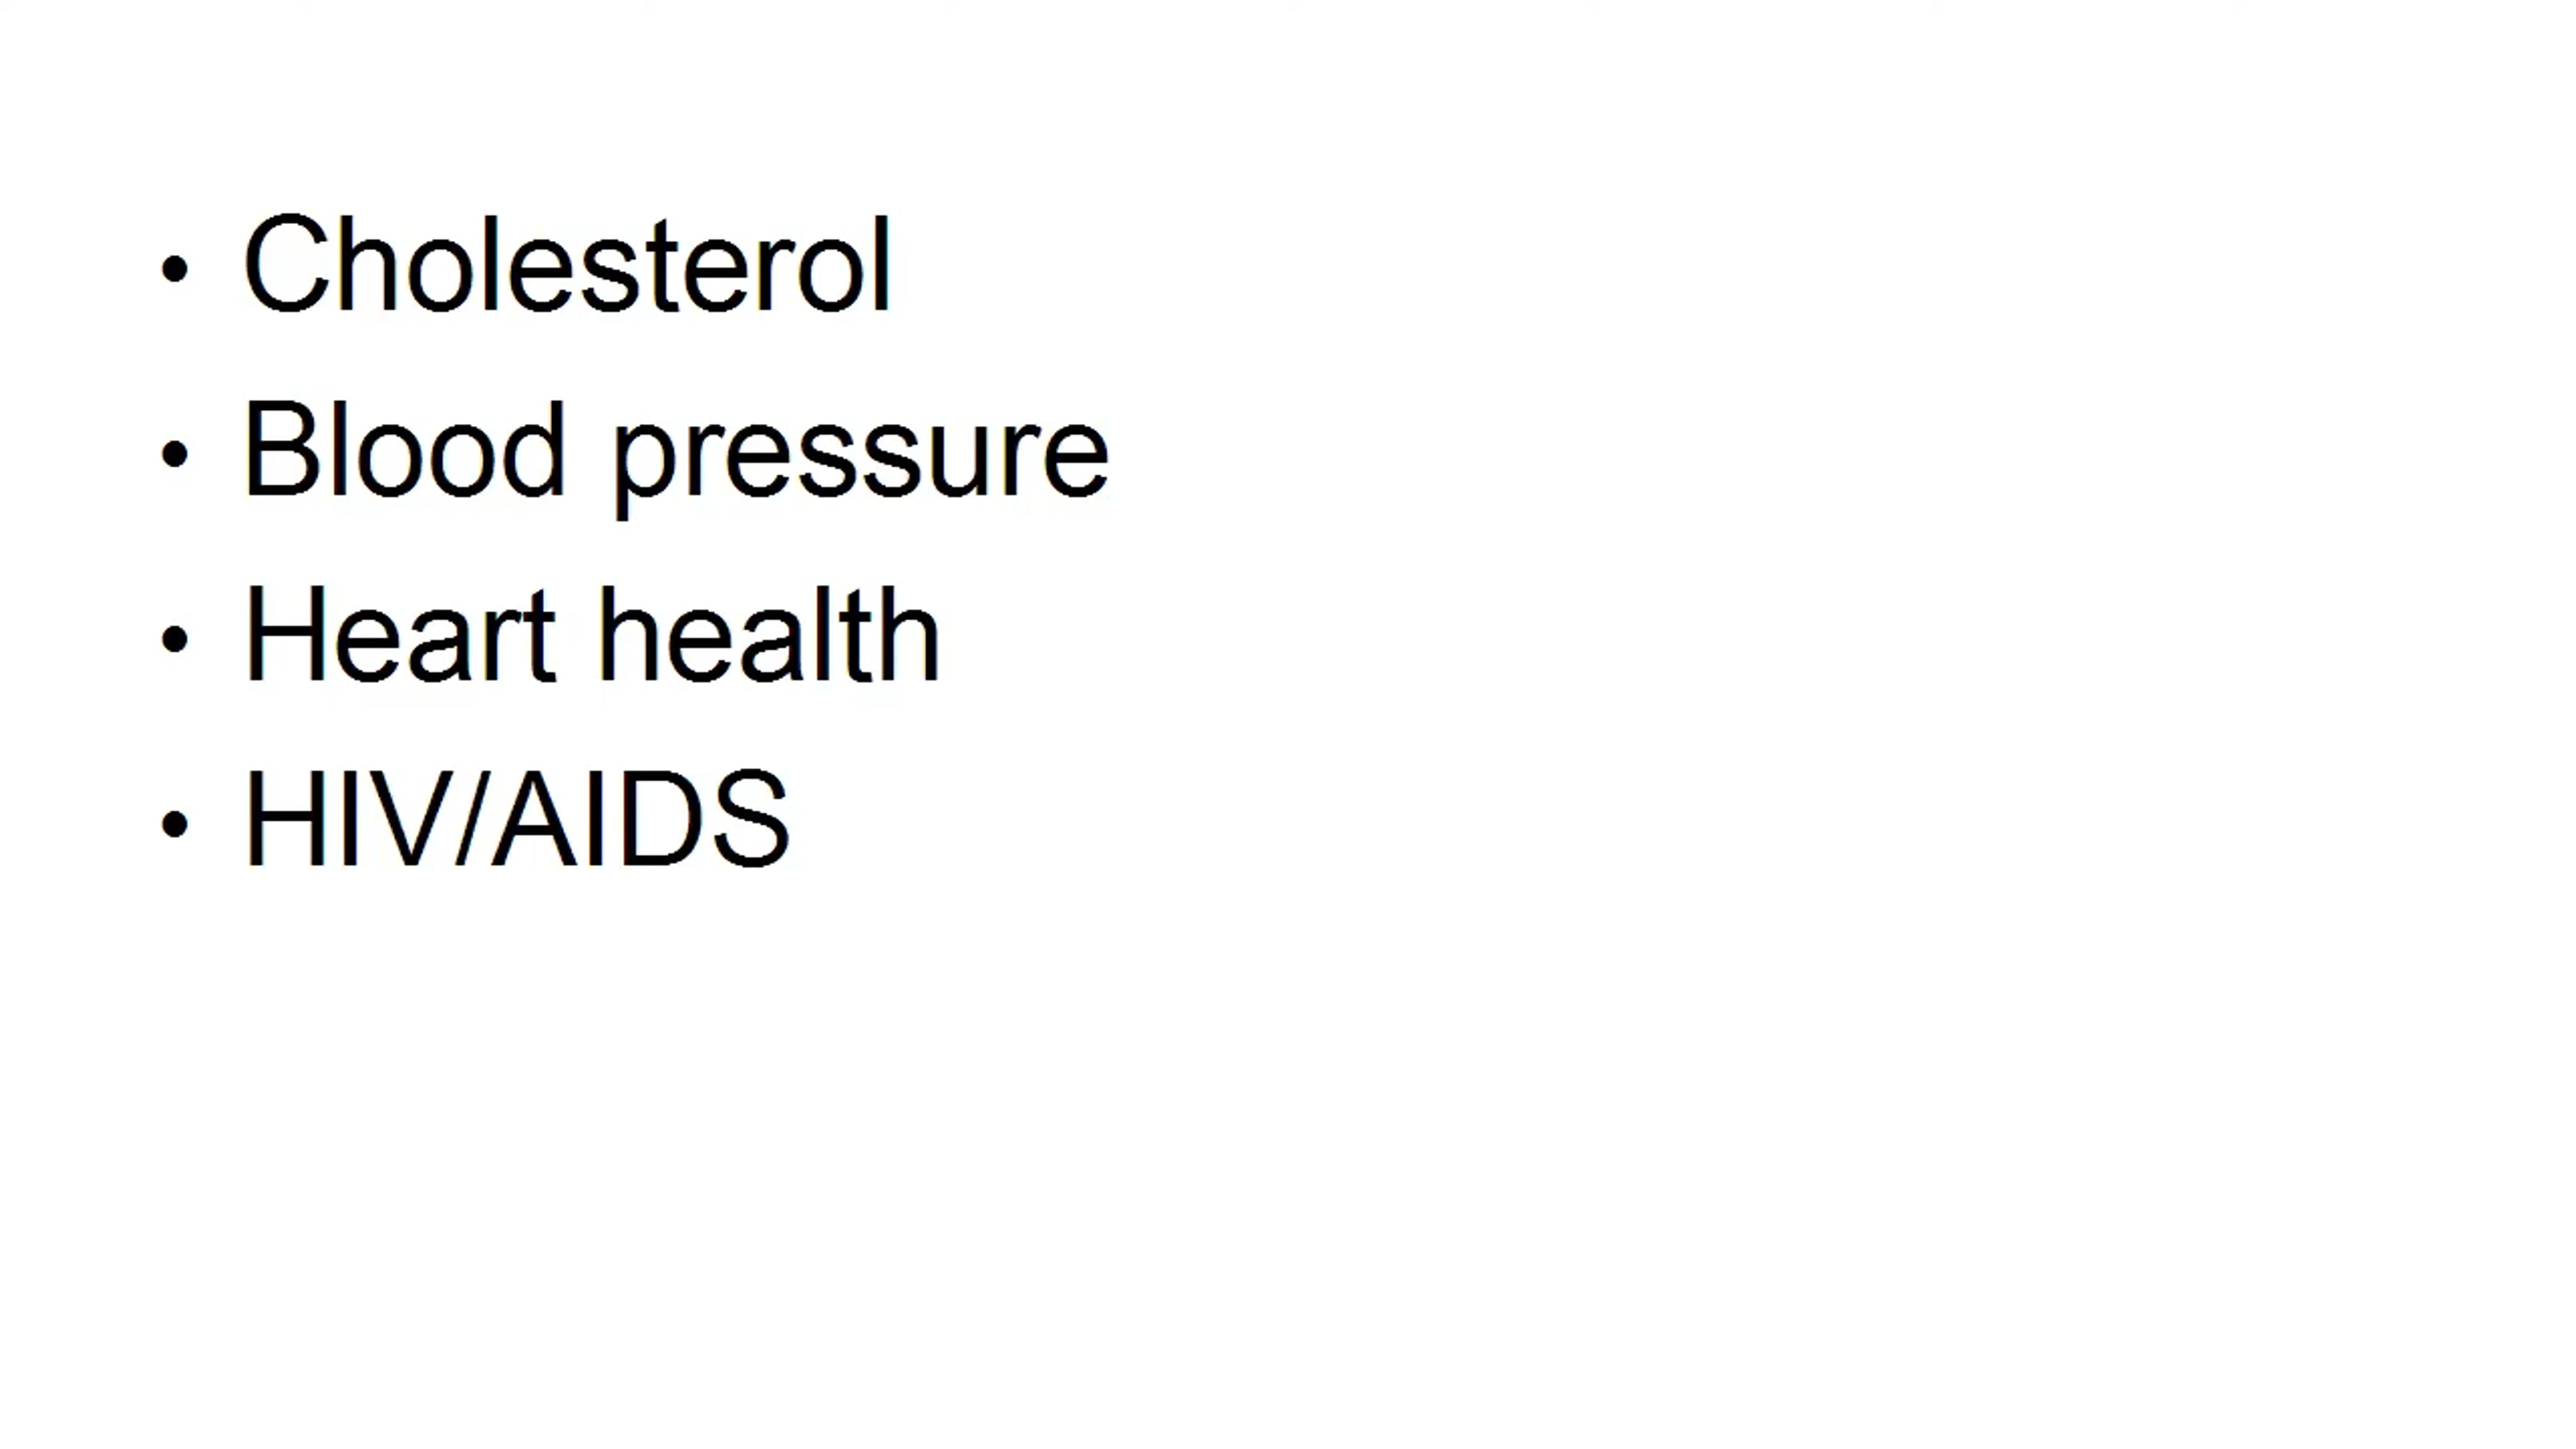 • Cholesterol
• Blood pressure
• Heart health
• HIV/AIDS